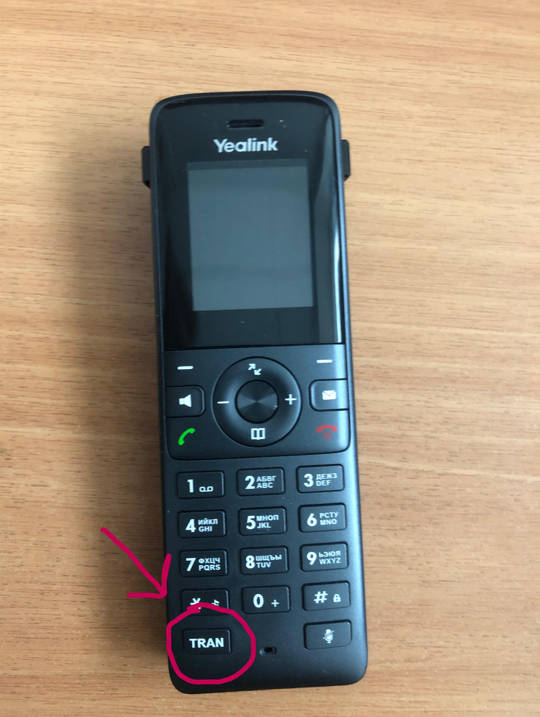 Yealink
1
2 АБВГ
ABC
3 ДЕЖЗ
DEF
4 ИЙКЛ
GHI
5 МНОП
JKL
6 РСТУ
MNO
7 ФХЦЧ
PQRS
8 ШЩЪЫ
TUV
9 ЬЭЮЯ
WXYZ
*
0 +
#
TRAN